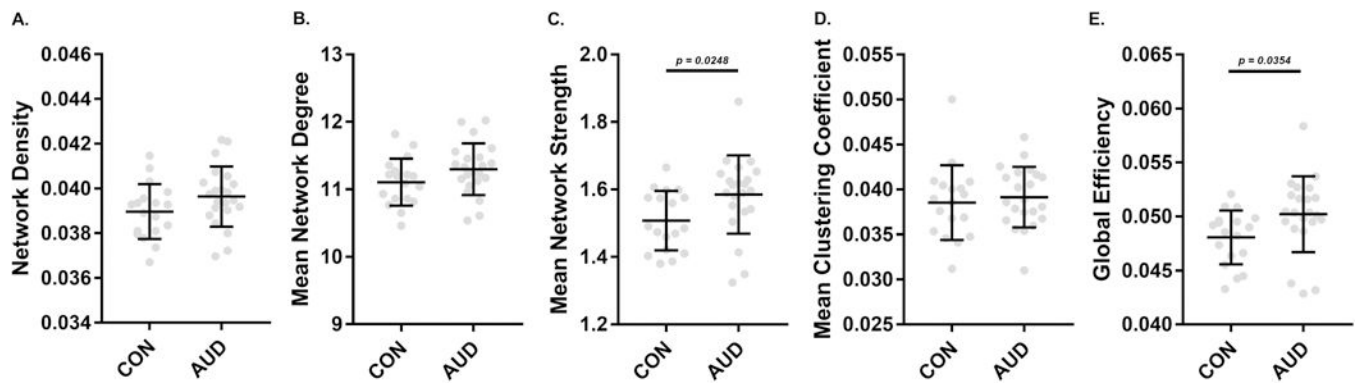 A.
Network Density
0.046
0.044
0.042
0.040
0.038
0.036
0.034
CON
AUD
B.
Mean Network Degree
13
12
11
10
9
CON
AUD
C.
Mean Network Strength
2.0
1.8
1.6
1.4
1.2
p = 0.0248
CON
AUD
D.
Mean Clustering Coefficient
0.055
0.050
0.045
0.040
0.035
0.030
0.025
CON
AUD
E.
Global Efficiency
0.065
0.060
0.055
0.050
0.045
0.040
p = 0.0354
CON
AUD